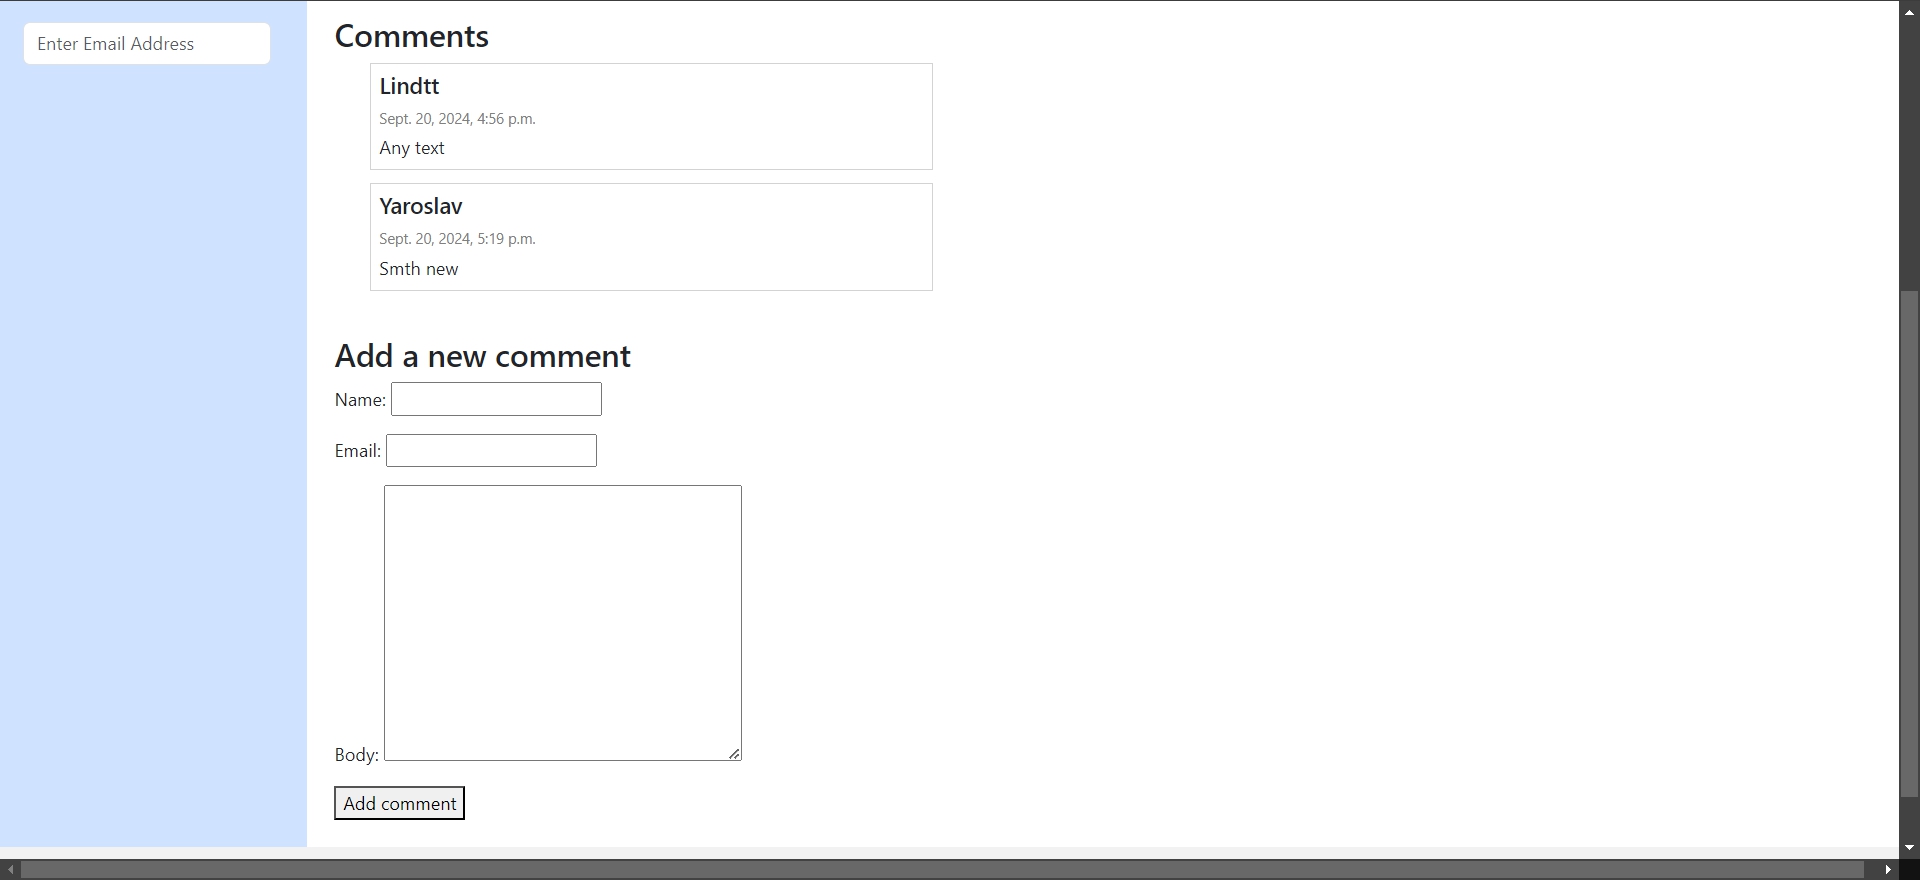 Enter Email Address
Comments
Lindtt
Sept. 20, 2024, 4:56 p.m.
Any text
Yaroslav
Sept. 20, 2024, 5:19 p.m.
Smth new
Add a new comment
Name:
Email:
Body:
Add comment